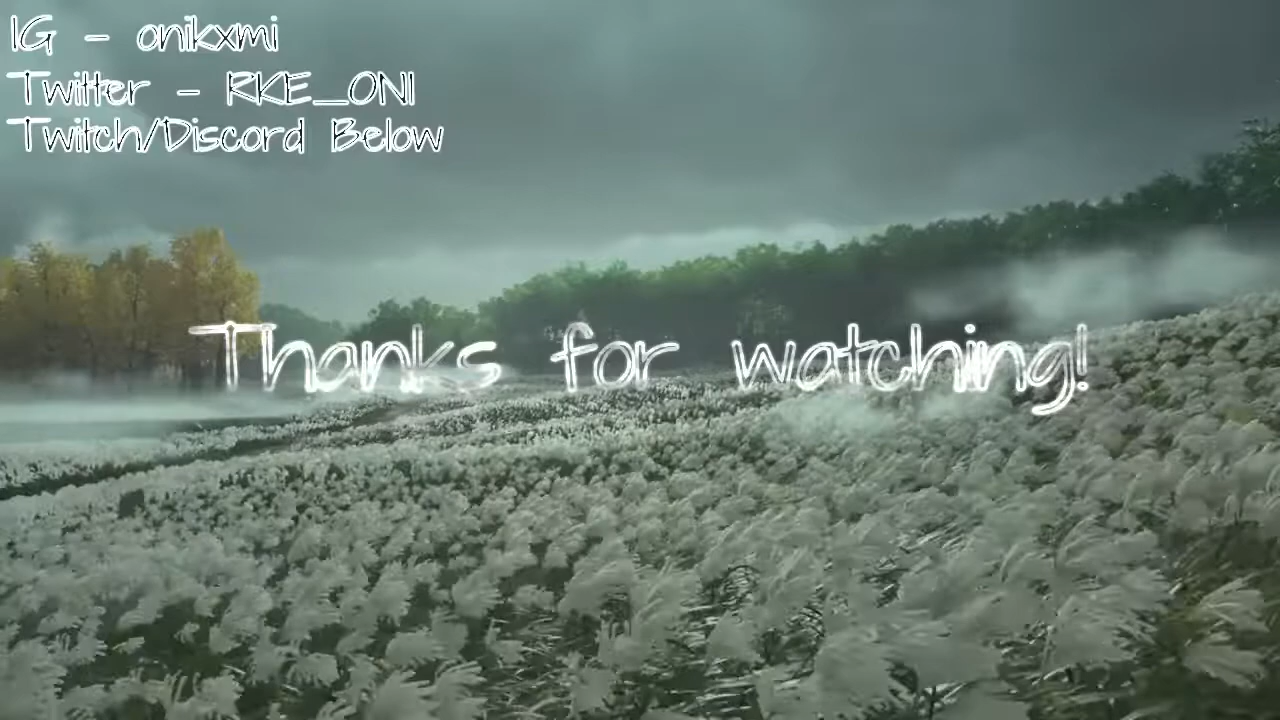 IG - onikxmi
Twitter - RKE_ONI
Twitch/Discord Below
Thanks for watching!